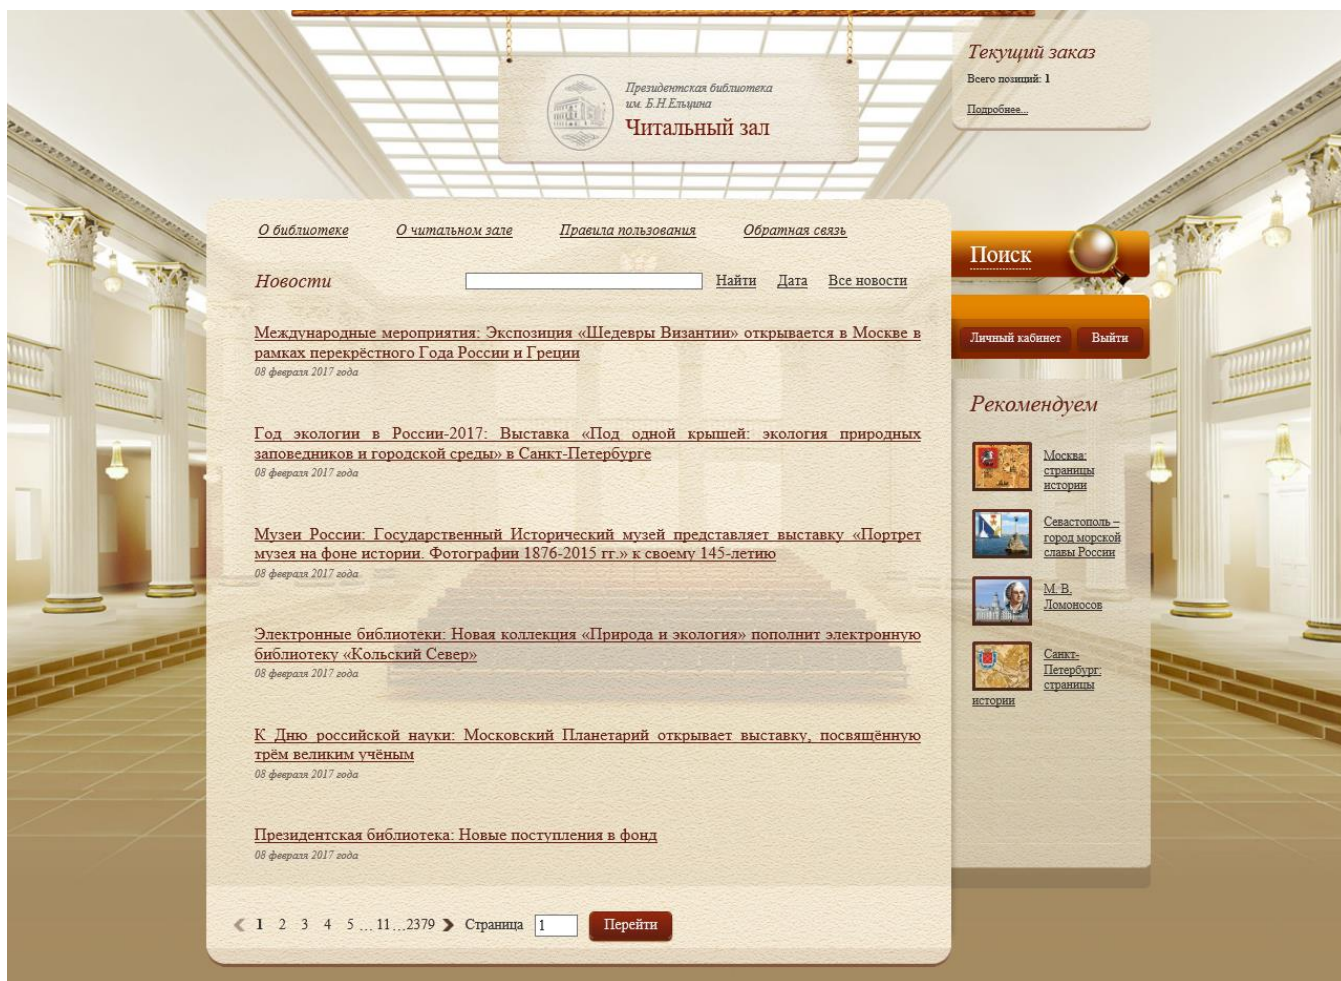 Текущий заказ
Всего позиций: 1
Подробнее...
Президентская библиотека
им. Б.Н.Ельцина
Читальный зал
О библиотеке О читальном зале Правила пользования Обратная связь
Новости Найти Дата Все новости
Международные мероприятия: Экспозиция «Шедевры Византии» открывается в Москве в
рамках перекрёстного Года России и Греции
08 февраля 2017 года
Год экологии в России-2017: Выставка «Под одной крышей: экология природных
заповедников и городской среды» в Санкт-Петербурге
08 февраля 2017 года
Музеи России: Государственный Исторический музей представляет выставку «Портрет
музея на фоне истории. Фотографии 1876-2015 гг.» к своему 145-летию
08 февраля 2017 года
Электронные библиотеки: Новая коллекция «Природа и экология» пополнит электронную
библиотеку «Кольский Север»
08 февраля 2017 года
К Дню российской науки: Московский Планетарий открывает выставку, посвящённую
трём великим учёным
08 февраля 2017 года
Президентская библиотека: Новые поступления в фонд
08 февраля 2017 года
1 2 3 4 5 ... 11 ... 2379 Страница 1 Перейти
Поиск
Личный кабинет Выйти
Рекомендуем
Москва:
страницы
истории
Севастополь –
город морской
славы России
М. В.
Ломоносов
Санкт-
Петербург:
страницы
истории